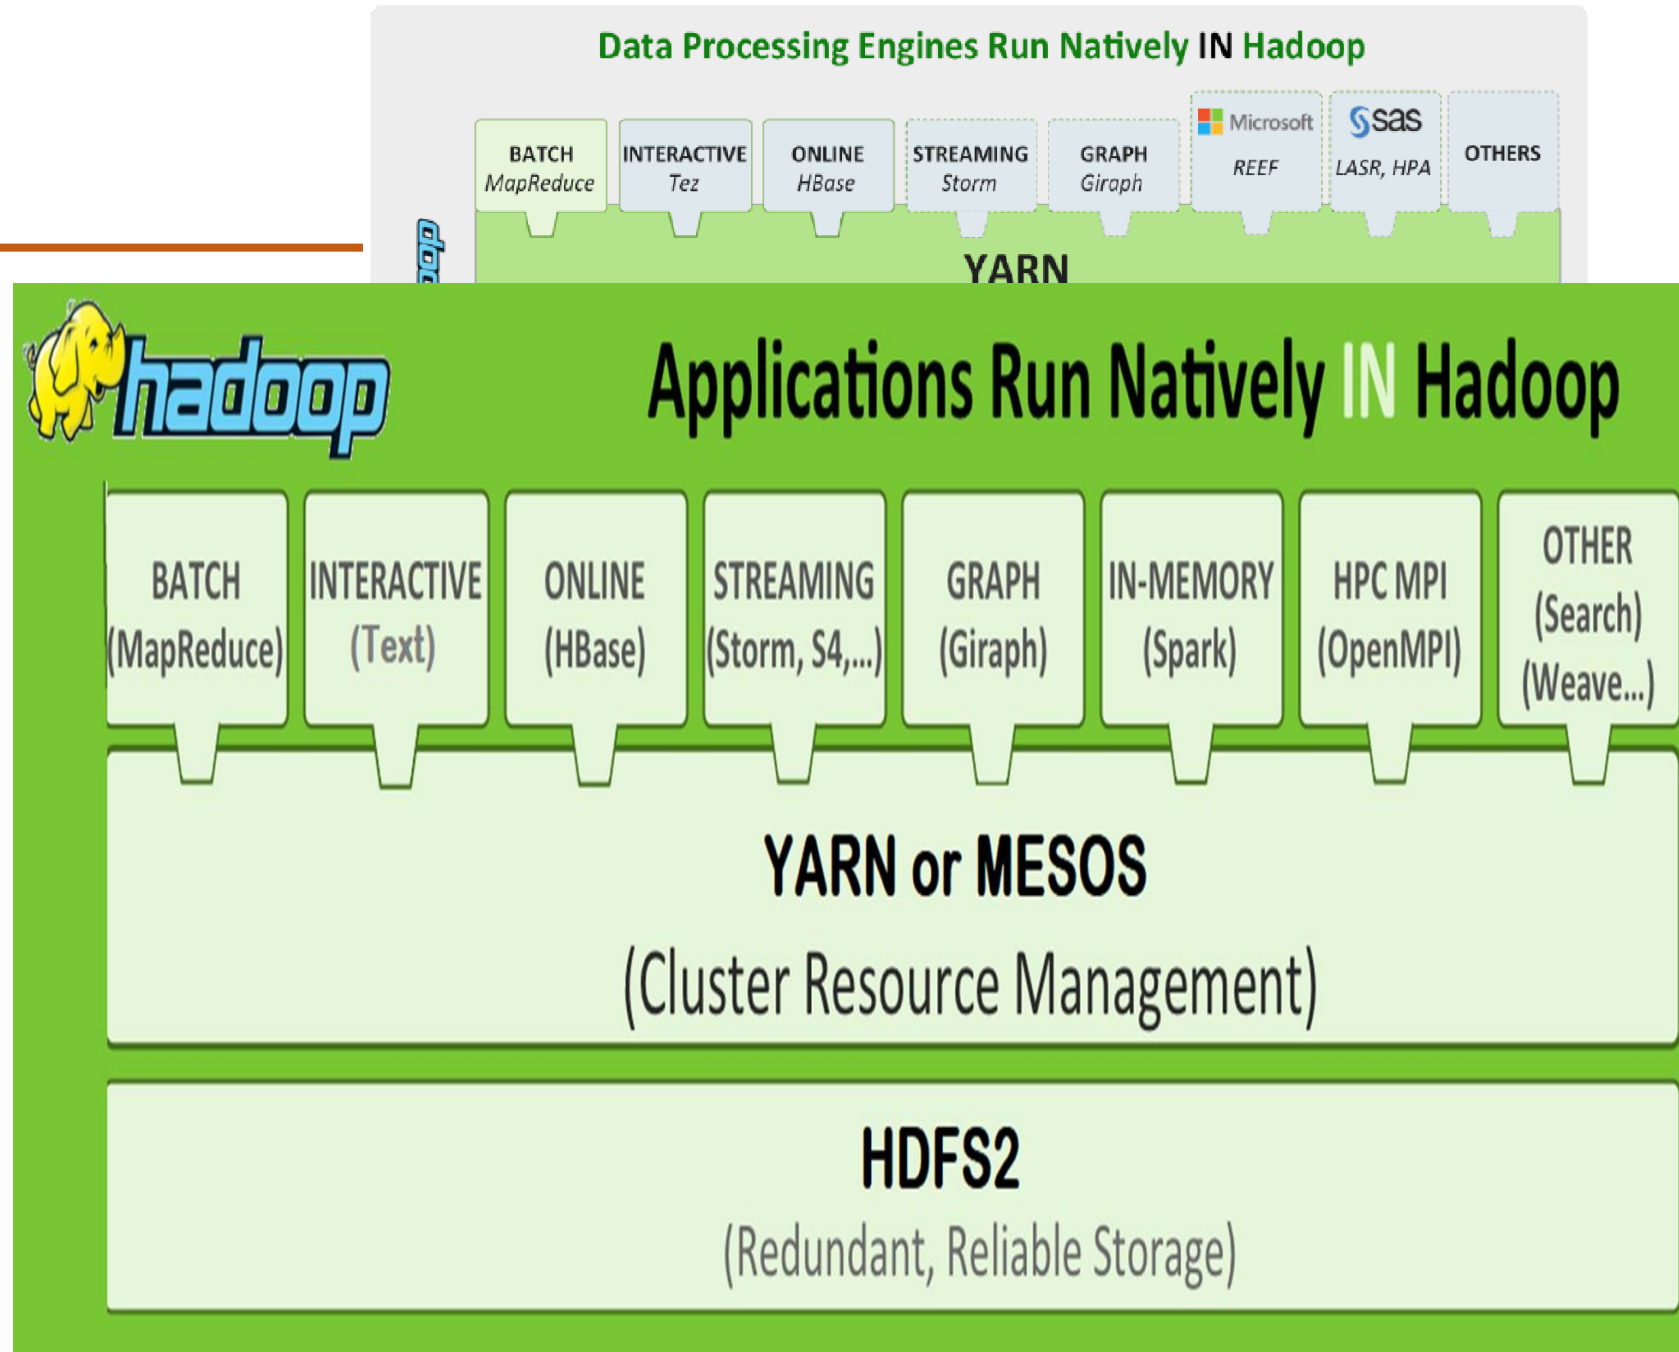 Data Processing Engines Run Natively IN Hadoop
BATCH
MapReduce
INTERACTIVE
Tez
ONLINE
HBase
STREAMING
Storm
GRAPH
Giraph
Microsoft
REEF
sas
LASR, HPA
OTHERS
YARN
hadoop
Applications Run Natively IN Hadoop
BATCH
(MapReduce)
INTERACTIVE
(Text)
ONLINE
(HBase)
STREAMING
(Storm, S4,...)
GRAPH
(Giraph)
IN-MEMORY
(Spark)
HPC MPI
(OpenMPI)
OTHER
(Search)
(Weave...)
YARN or MESOS
(Cluster Resource Management)
HDFS2
(Redundant, Reliable Storage)